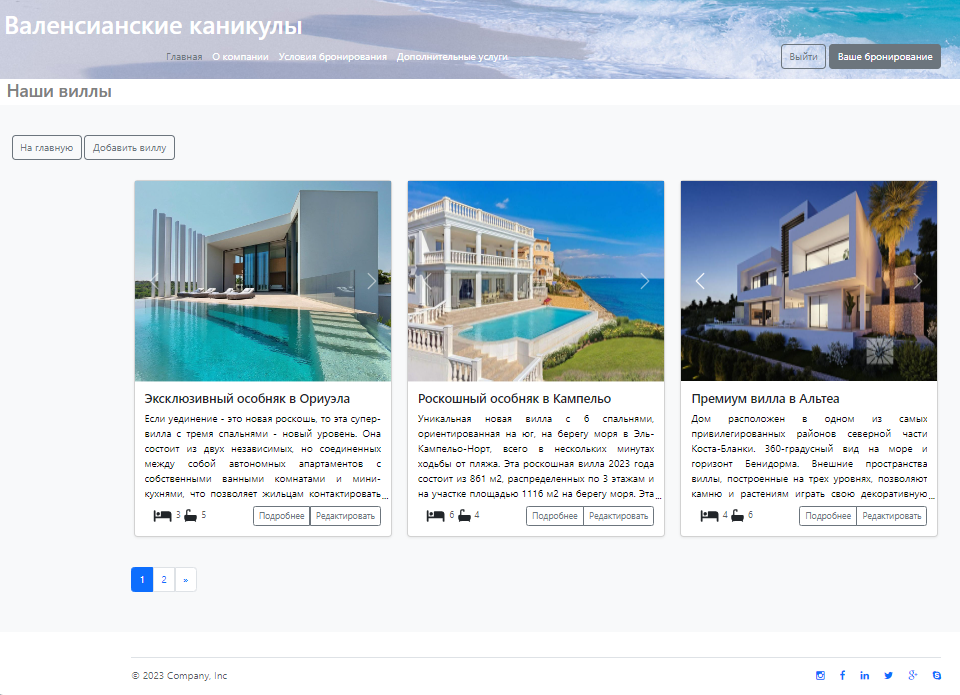 Валенсианские каникулы
Главная О компании Условия бронирования Дополнительные услуги
Выйти Ваше бронирование
Наши виллы
На главную Добавить виллу
Эксклюзивный особняк в Ориуэла
Если уединение - это новая роскошь, то эта супер-
вилла с тремя спальнями - новый уровень. Она
состоит из двух независимых, но соединенных
между собой автономных апартаментов с
собственными ванными комнатами и мини-
кухнями, что позволяет жильцам контактировать...
3 5
Подробнее Редактировать
Роскошный особняк в Кампельо
Уникальная новая вилла с 6 спальнями,
ориентированная на юг, на берегу моря в Эль-
Кампельо-Норт, всего в нескольких минутах
ходьбы от пляжа. Эта роскошная вилла 2023 года
состоит из 861 м2, распределенных по 3 этажам и
на участке площадью 1116 м2 на берегу моря. Эта...
6 4
Подробнее Редактировать
Премиум вилла в Альтеа
Дом расположен в одном из самых
привилегированных районов северной части
Коста-Бланки. 360-градусный вид на море и
горизонт Бенидорма. Внешние пространства
виллы, построенные на трех уровнях, позволяют
камню и растениям играть свою декоративную...
4 6
Подробнее Редактировать
1 2 »
© 2023 Company, Inc